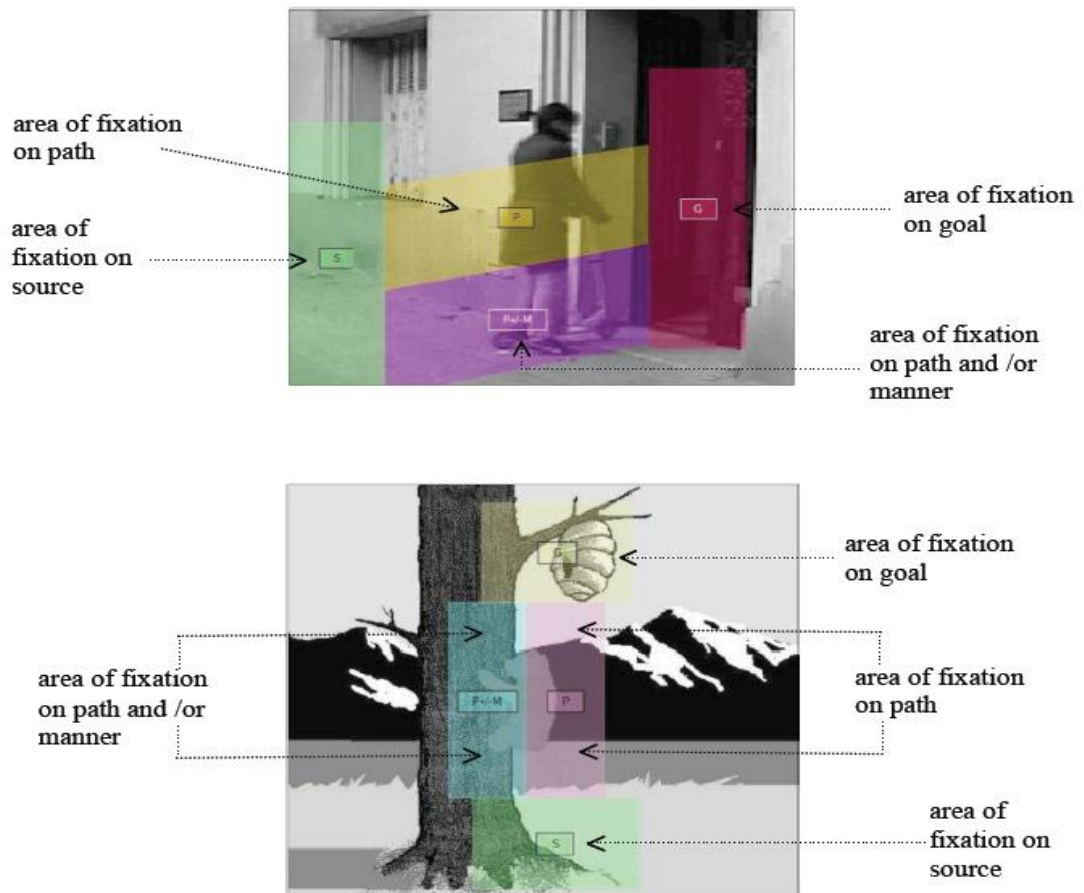 area of fixation
on path
area of
fixation on
source
S
P
P+/-M
G
area of fixation
on goal
area of fixation
on path and /or
manner
G
area of fixation
on goal
area of fixation
on path and /or
manner
P+/-M
P
area of fixation
on path
S
area of
fixation on
source